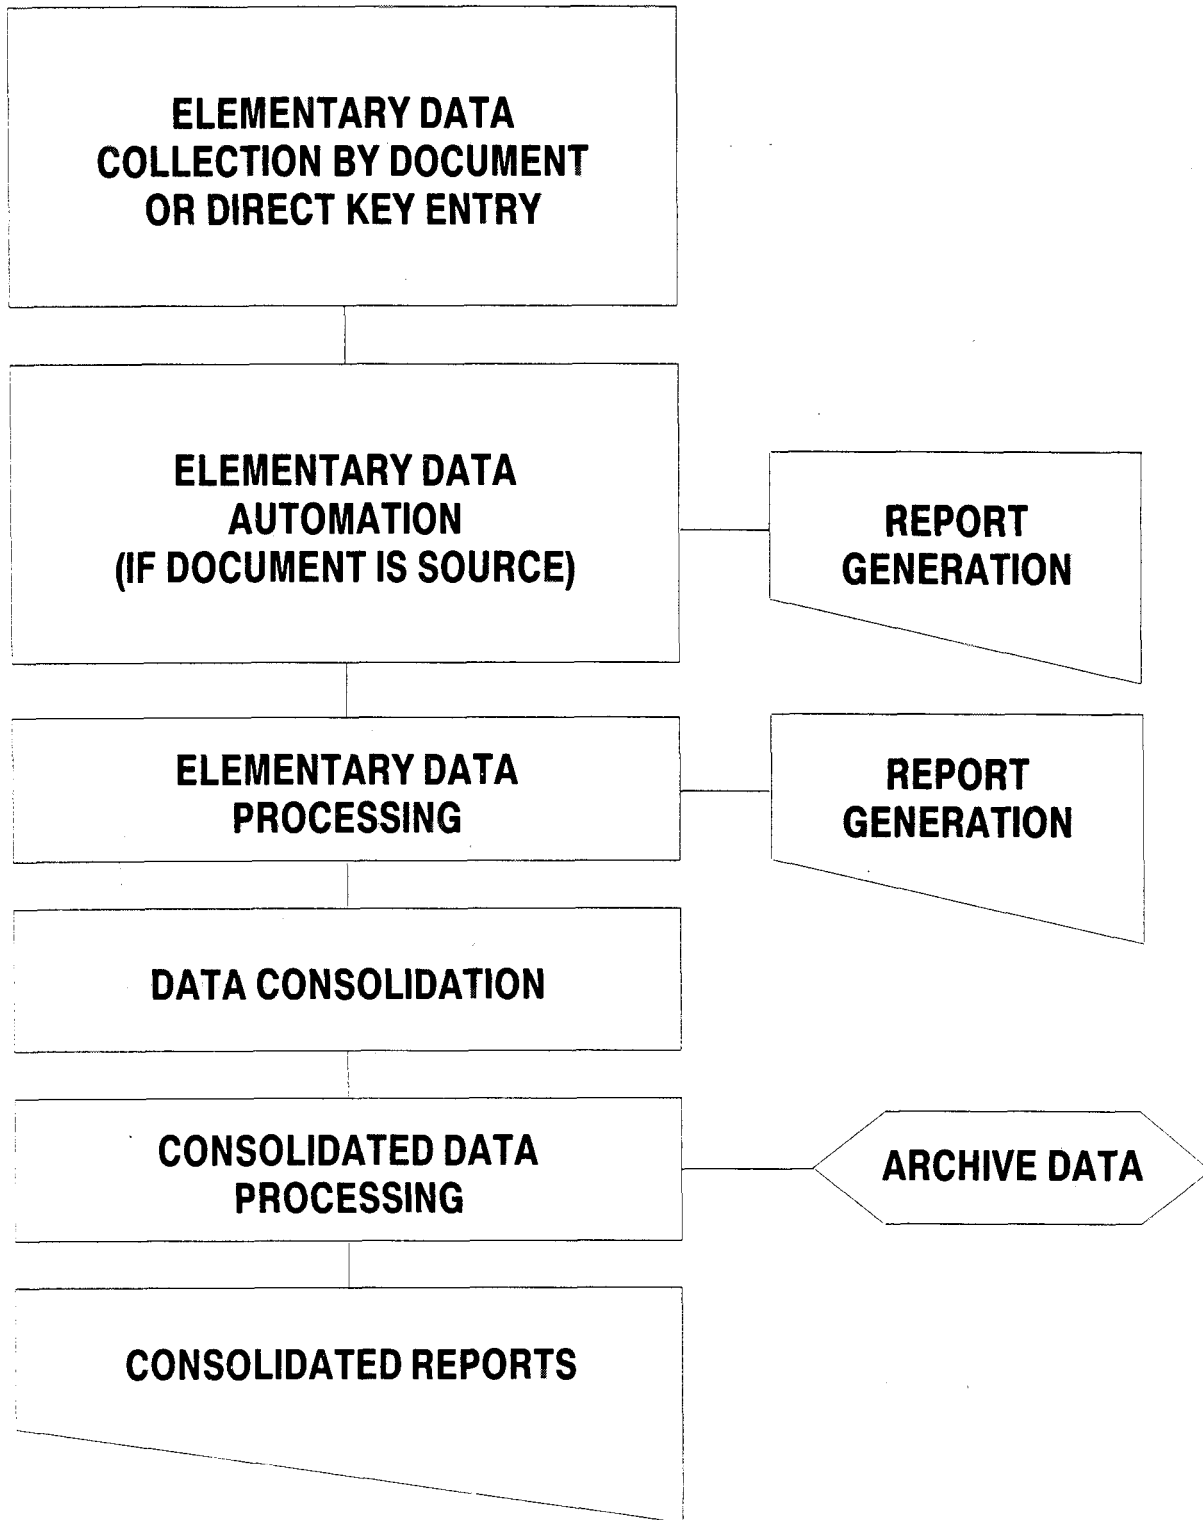 ELEMENTARY DATA
COLLECTION BY DOCUMENT
OR DIRECT KEY ENTRY
ELEMENTARY DATA
AUTOMATION
(IF DOCUMENT IS SOURCE)
REPORT
GENERATION
ELEMENTARY DATA
PROCESSING
REPORT
GENERATION
DATA CONSOLIDATION
CONSOLIDATED DATA
PROCESSING
ARCHIVE DATA
CONSOLIDATED REPORTS